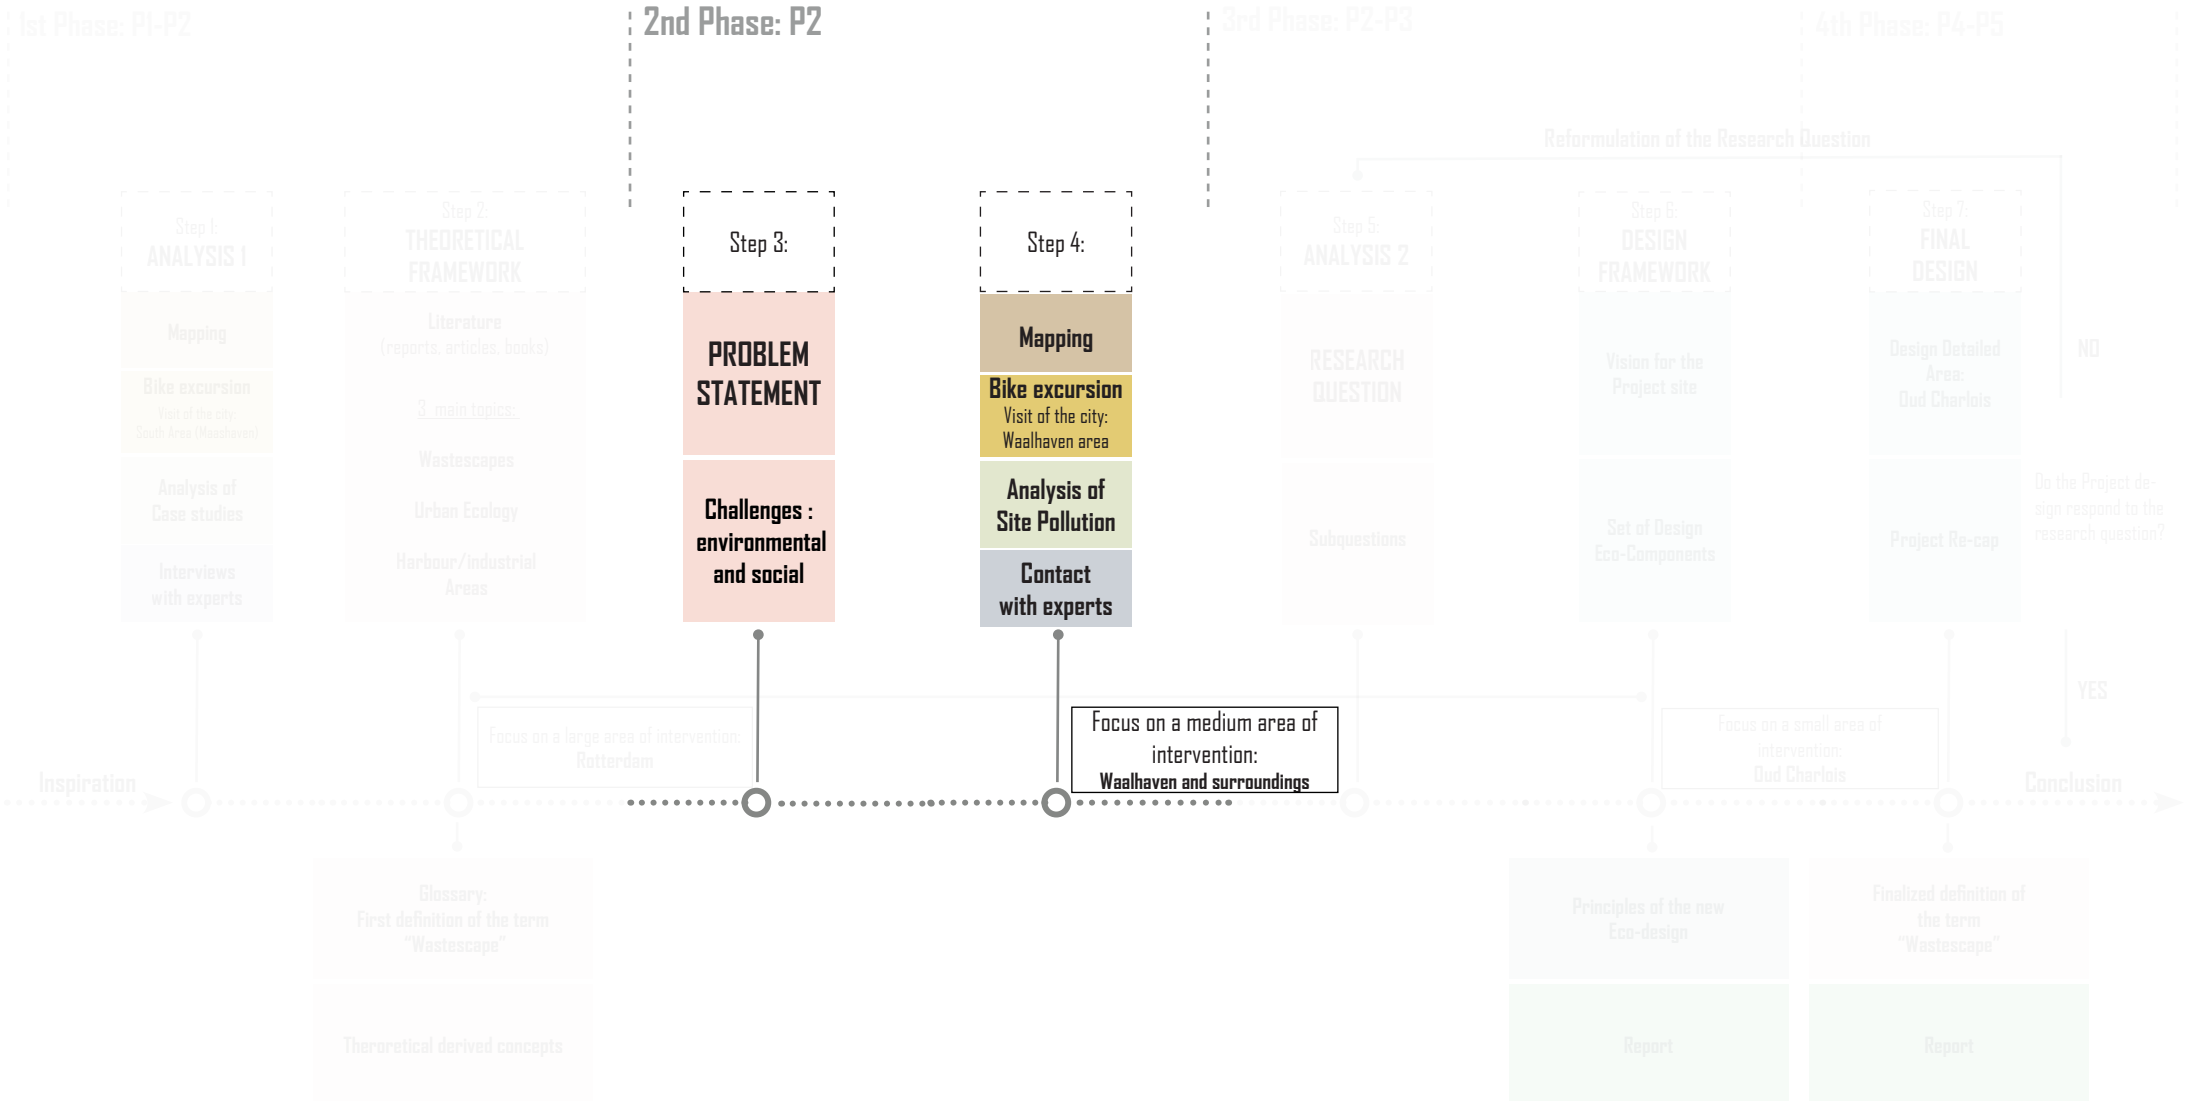 1st Phase: P1-P2
2nd Phase: P2
3rd Phase: P2-P3
4th Phase: P4-P5
Reformulation of the Research Question
Step 1:
ANALYSIS 1
Mapping
Bike excursion
Visit of the city:
South Area (Maashaven)
Analysis of
Case studies
Interviews
with experts
Step 2:
THEORETICAL
FRAMEWORK
Literature
(reports, articles, books)
3 main topics:
Wastescapes
Urban Ecology
Harbour/industrial
Areas
Step 3:
PROBLEM
STATEMENT
Challenges :
environmental
and social
Step 4:
Mapping
Bike excursion
Visit of the city:
Waalhaven area
Analysis of
Site Pollution
Contact
with experts
Step 5:
ANALYSIS 2
RESEARCH
QUESTION
Subquestions
Step 6:
DESIGN
FRAMEWORK
Vision for the
Project site
Set of Design
Eco-Components
Step 7:
FINAL
DESIGN
Design Detailed
Area:
Oud Charlois
Project Re-cap
NO
Do the Project de-
sign respond to the
research question?
YES
Focus on a large area of intervention:
Rotterdam
Focus on a medium area of
intervention:
Waalhaven and surroundings
Focus on a small area of
intervention:
Oud Charlois
Inspiration
Conclusion
Glossary:
First definition of the term
"Wastescape"
Theroretical derived concepts
Principles of the new
Eco-design
Report
Finalized definition of
the term
"Wastescape"
Report